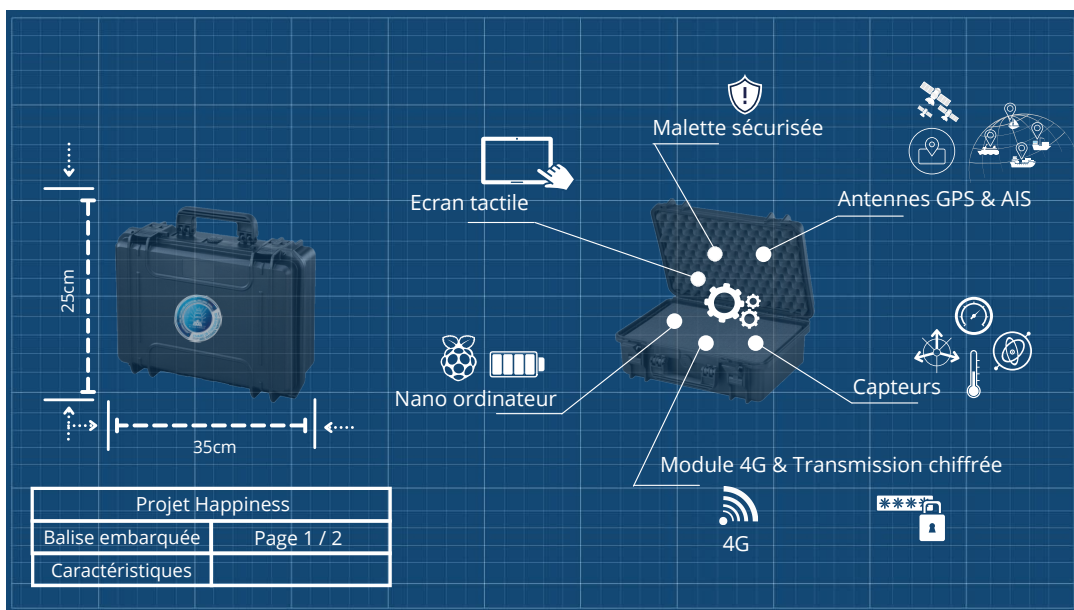 Malette sécurisée
Ecran tactile
Antennes GPS & AIS
25cm
Nano ordinateur
Capteurs
35cm
Module 4G & Transmission chiffrée
4G
Projet Happiness
Balise embarquée
Page 1 / 2
Caractéristiques